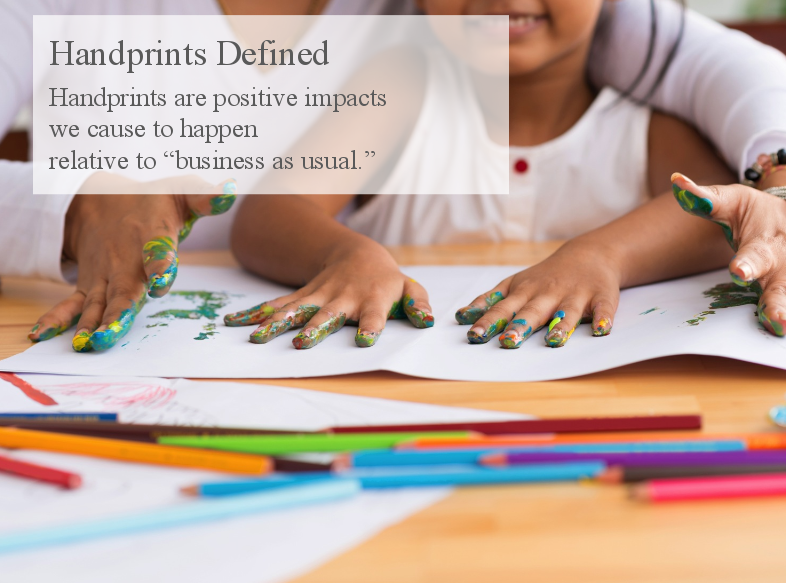 Handprints Defined
Handprints are positive impacts
we cause to happen
relative to “business as usual.”